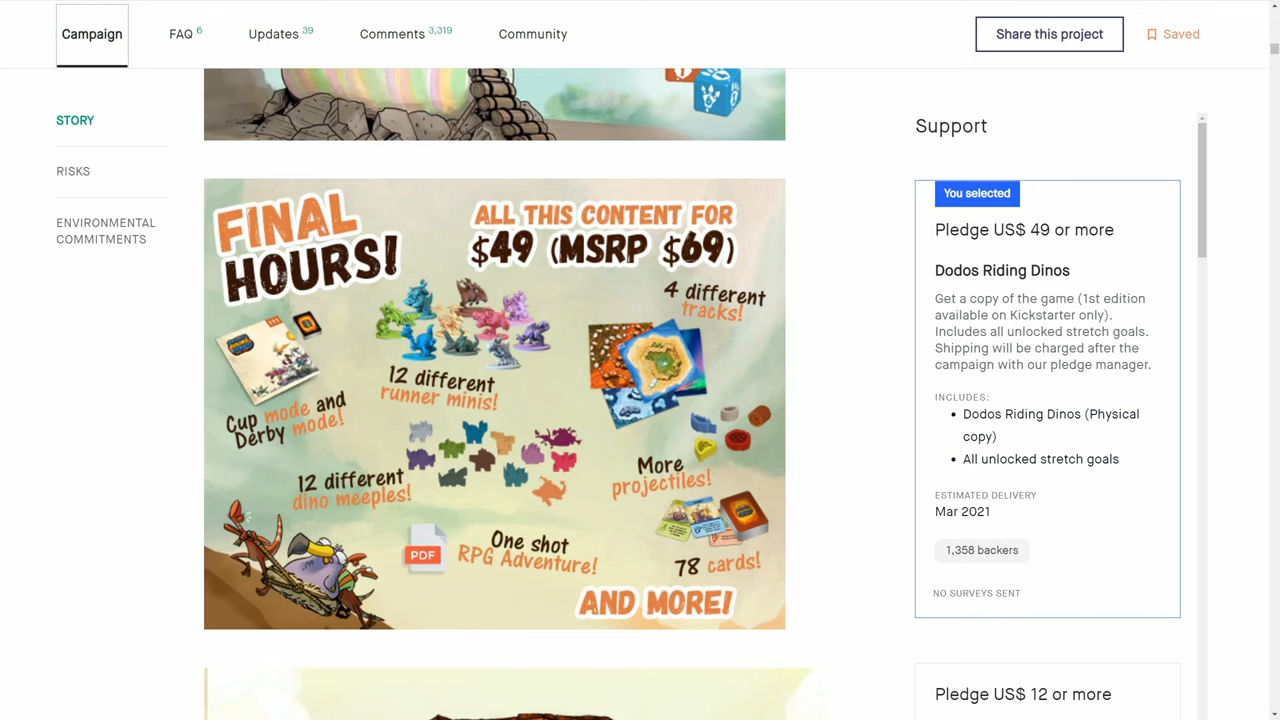 Campaign
FAQ 6
Updates 39
Comments 3,319
Community
Share this project
Saved
STORY
RISKS
ENVIRONMENTAL
COMMITMENTS
FINAL
HOURS!
ALL THIS CONTENT FOR
$49 (MSRP $69)
4 different
tracks!
12 different
runner minis!
Cup mode and
Derby mode!
12 different
dino meeples!
More
projectiles!
PDF
One shot
RPG Adventure!
78 cards!
AND MORE!
Support
You selected
Pledge US$ 49 or more
Dodos Riding Dinos
Get a copy of the game (1st edition
available on Kickstarter only).
Includes all unlocked stretch goals.
Shipping will be charged after the
campaign with our pledge manager.
INCLUDES:
• Dodos Riding Dinos (Physical
copy)
• All unlocked stretch goals
ESTIMATED DELIVERY
Mar 2021
1,358 backers
NO SURVEYS SENT
Pledge US$ 12 or more